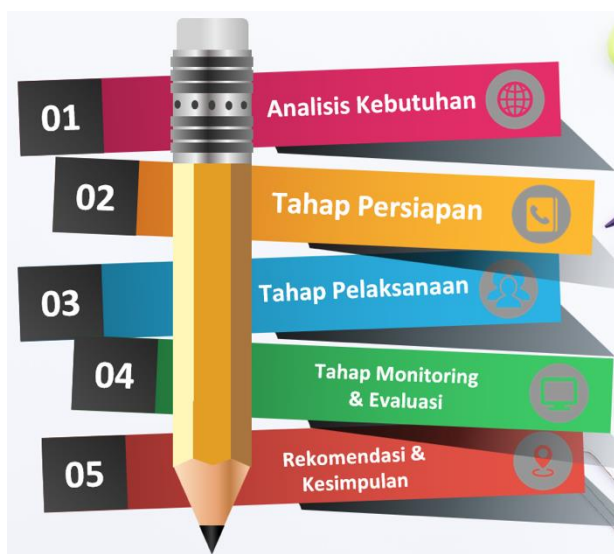 01
Analisis Kebutuhan
02
Tahap Persiapan
03
Tahap Pelaksanaan
04
Tahap Monitoring
& Evaluasi
05
Rekomendasi &
Kesimpulan